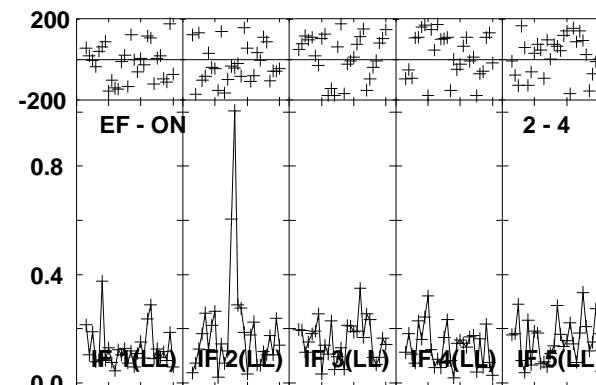 200
-200
EF - ON 2 - 4
0.8
0.4
0.0
IF 1(LL) IF 2(LL) IF 3(LL) IF 4(LL) IF 5(LL